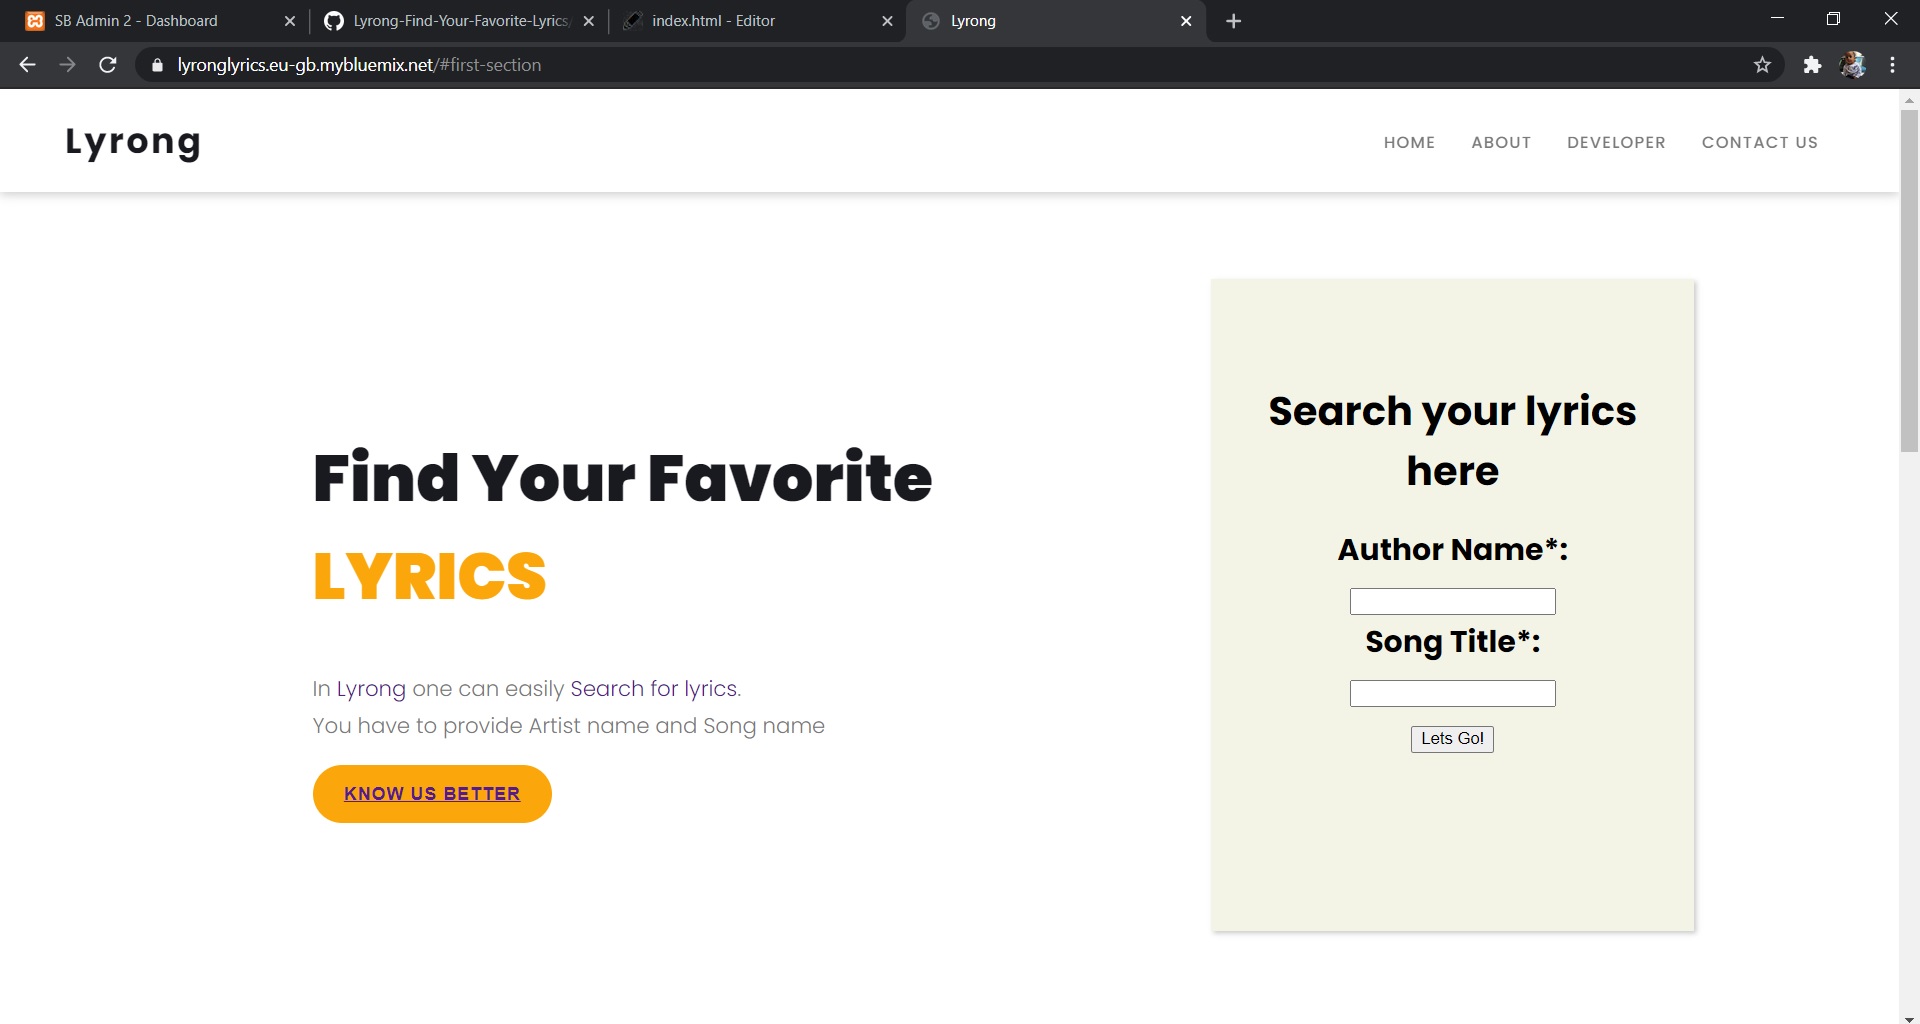 SB Admin 2 - Dashboard
Lyrong-Find-Your-Favorite-Lyrics/
index.html - Editor
Lyrong
lyronglyrics.eu-gb.mybluemix.net/#first-section
Lyrong
HOME
ABOUT
DEVELOPER
CONTACT US
Find Your Favorite
LYRICS
In Lyrong one can easily Search for lyrics.
You have to provide Artist name and Song name
KNOW US BETTER
Search your lyrics
here
Author Name*:
Song Title*:
Lets Go!